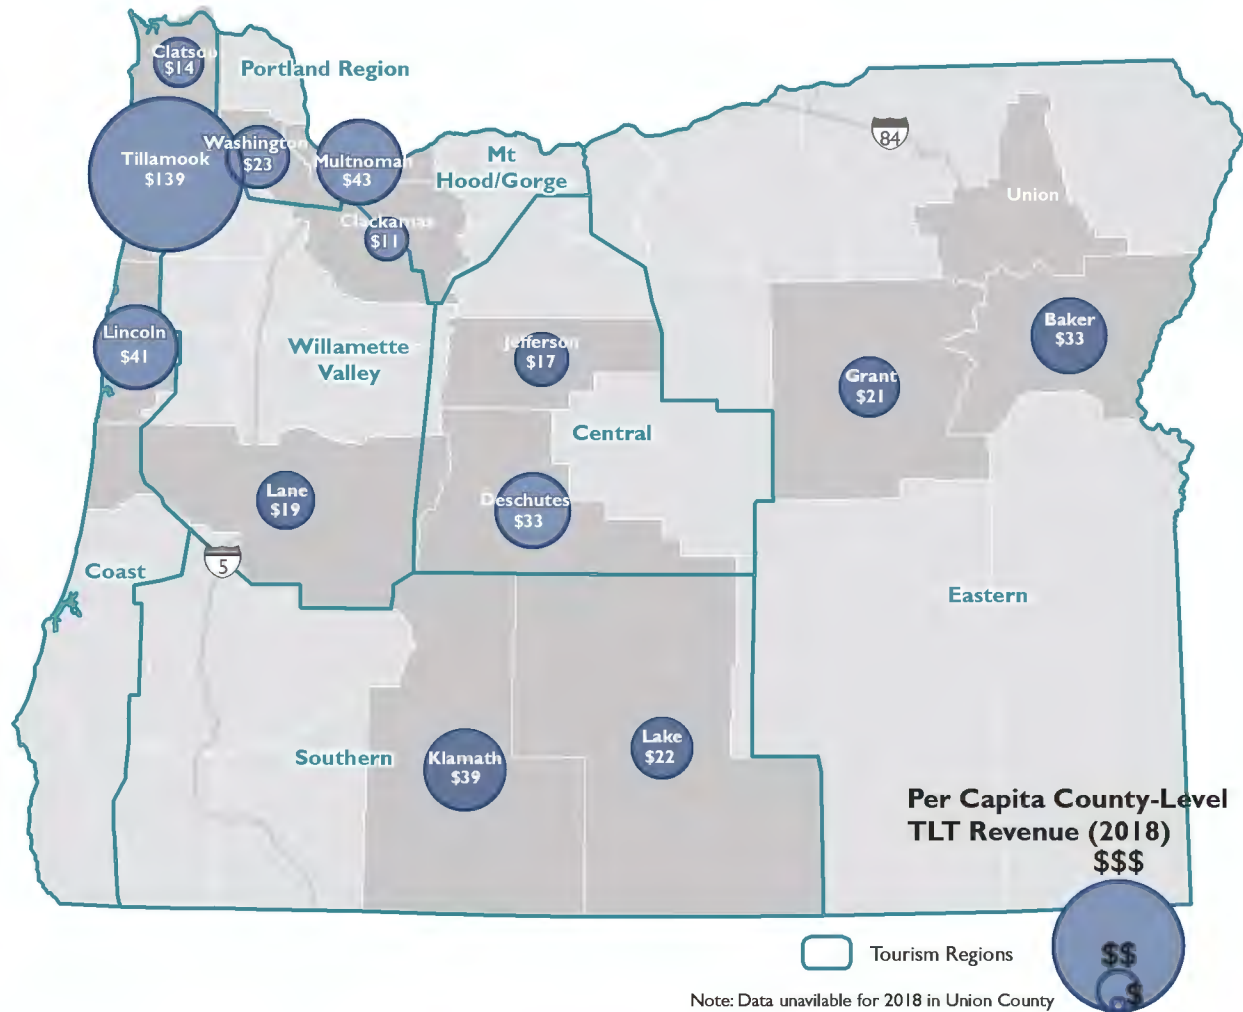 Clatsop
$14
Portland Region
84
Washington
$23
Tillamook
$139
Multnomah
$43
Mt
Hood/Gorge
Union
Clackamas
$11
Lincoln
$41
Willamette
Valley
Jefferson
$17
Baker
$33
Grant
$21
Central
Lane
$19
Deschutes
$33
5
Coast
Eastern
Southern
Klamath
$39
Lake
$22
Per Capita County-Level
TLT Revenue (2018)
$$$
$$
$
Tourism Regions
Note: Data unavailable for 2018 in Union County